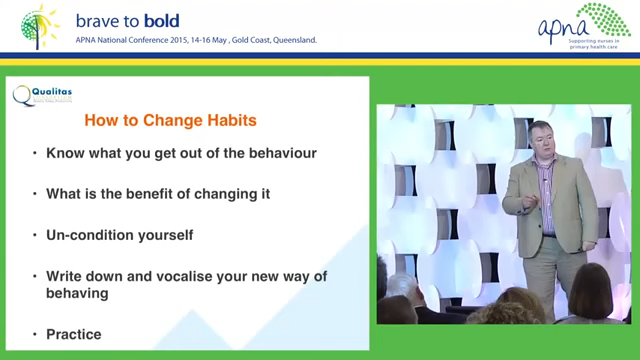 brave to bold
APNA National Conference 2015, 14-16 May, Gold Coast, Queensland.
apna
Supporting nurses in
primary health care
Qualitas
How to Change Habits
• Know what you get out of the behaviour
• What is the benefit of changing it
• Un-condition yourself
• Write down and vocalise your new way of
behaving
• Practice